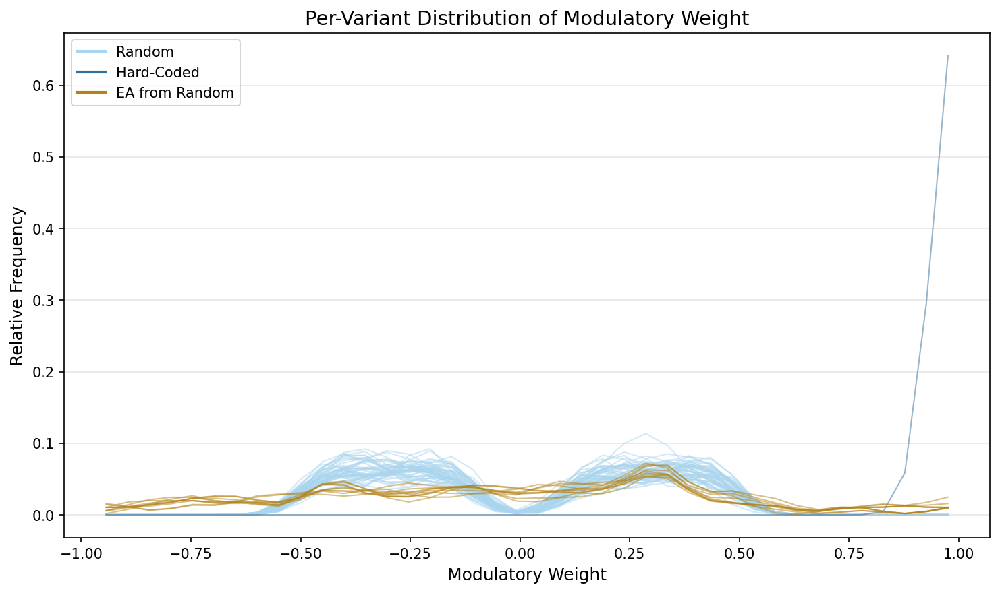 Per-Variant Distribution of Modulatory Weight
Random
Hard-Coded
EA from Random
Relative Frequency
0.6
0.5
0.4
0.3
0.2
0.1
0.0
−1.00 −0.75 −0.50 −0.25 0.00 0.25 0.50 0.75 1.00
Modulatory Weight